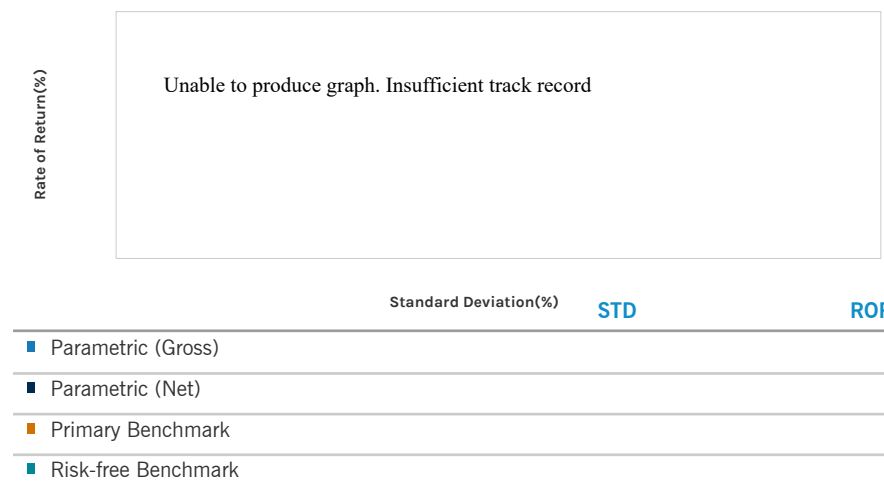 Rate of Return(%)
Unable to produce graph. Insufficient track record
Standard Deviation(%)
STD
ROR
Parametric (Gross)
Parametric (Net)
Primary Benchmark
Risk-free Benchmark